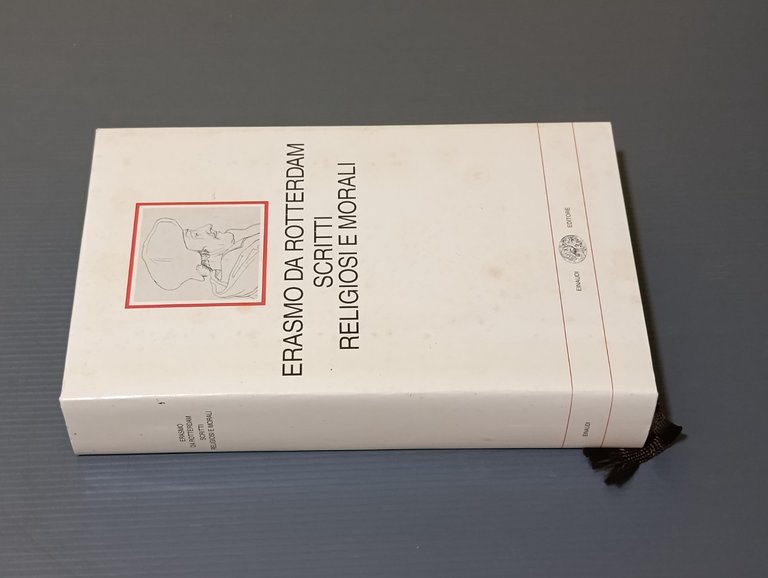 ERASMO DA ROTTERDAM
SCRITTI
RELIGIOSI E MORALI
EINAUDI EDITORE
ERASMO
DA ROTTERDAM
SCRITTI
RELIGIOSI E MORALI
EINAUDI